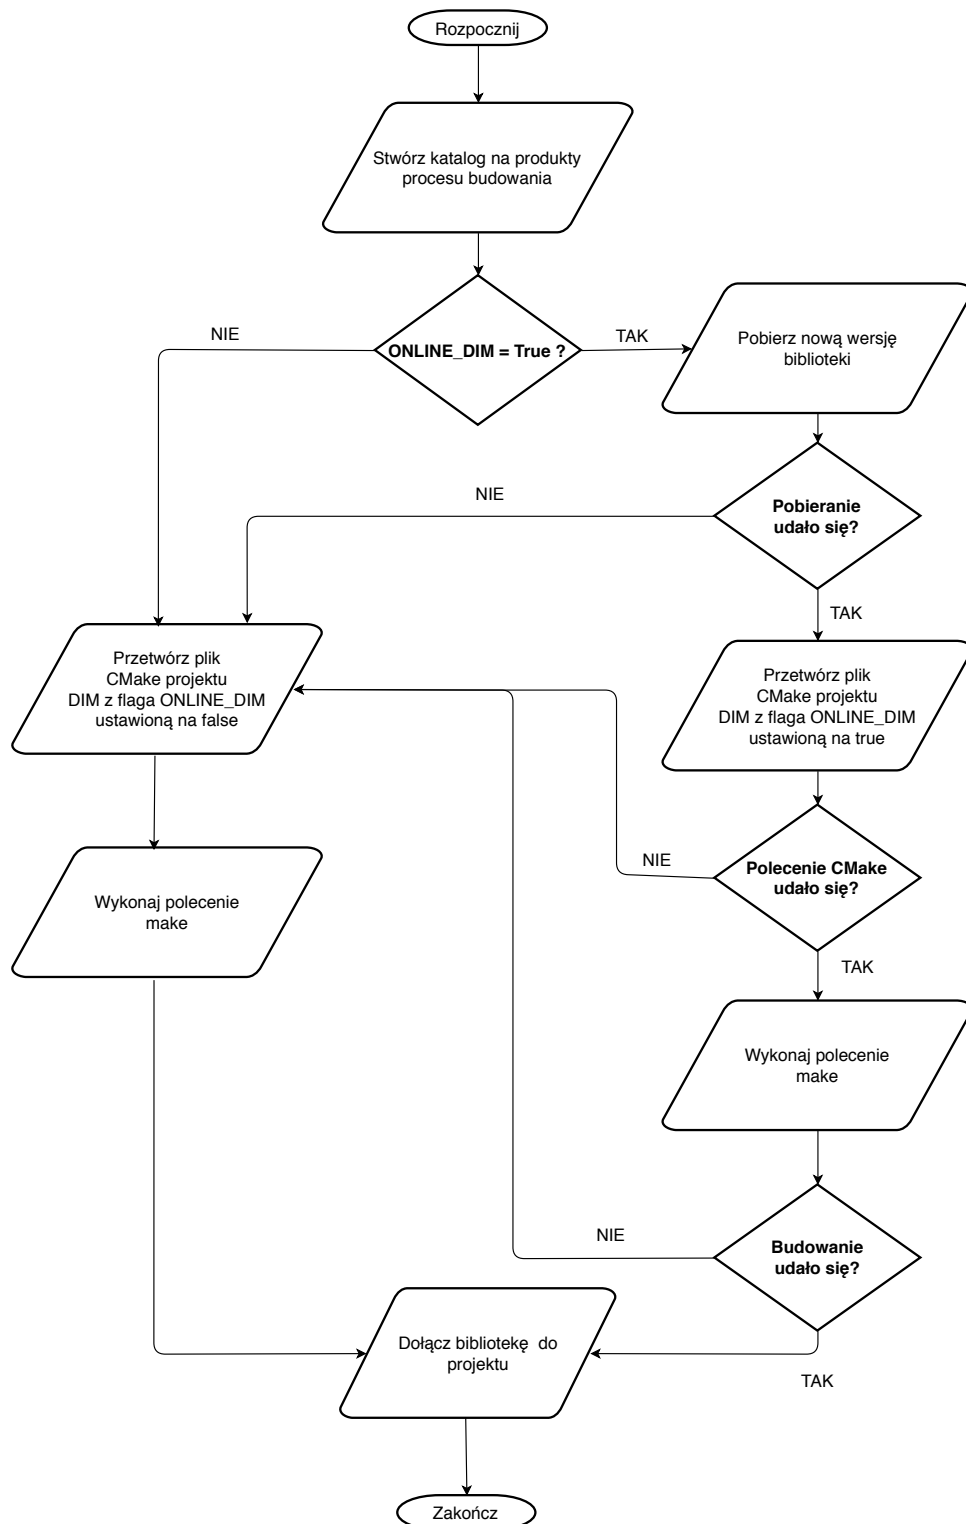 Rozpocznij
Stwórz katalog na produkty
procesu budowania
NIE
ONLINE_DIM = True ?
TAK
Pobierz nową wersję
biblioteki
NIE
Pobieranie
udało się?
TAK
Przetwórz plik
CMake projektu
DIM z flaga ONLINE_DIM
ustawioną na false
Przetwórz plik
CMake projektu
DIM z flaga ONLINE_DIM
ustawioną na true
NIE
Polecenie CMake
udało się?
Wykonaj polecenie
make
TAK
Wykonaj polecenie
make
NIE
Budowanie
udało się?
Dołącz bibliotekę do
projektu
TAK
Zakończ